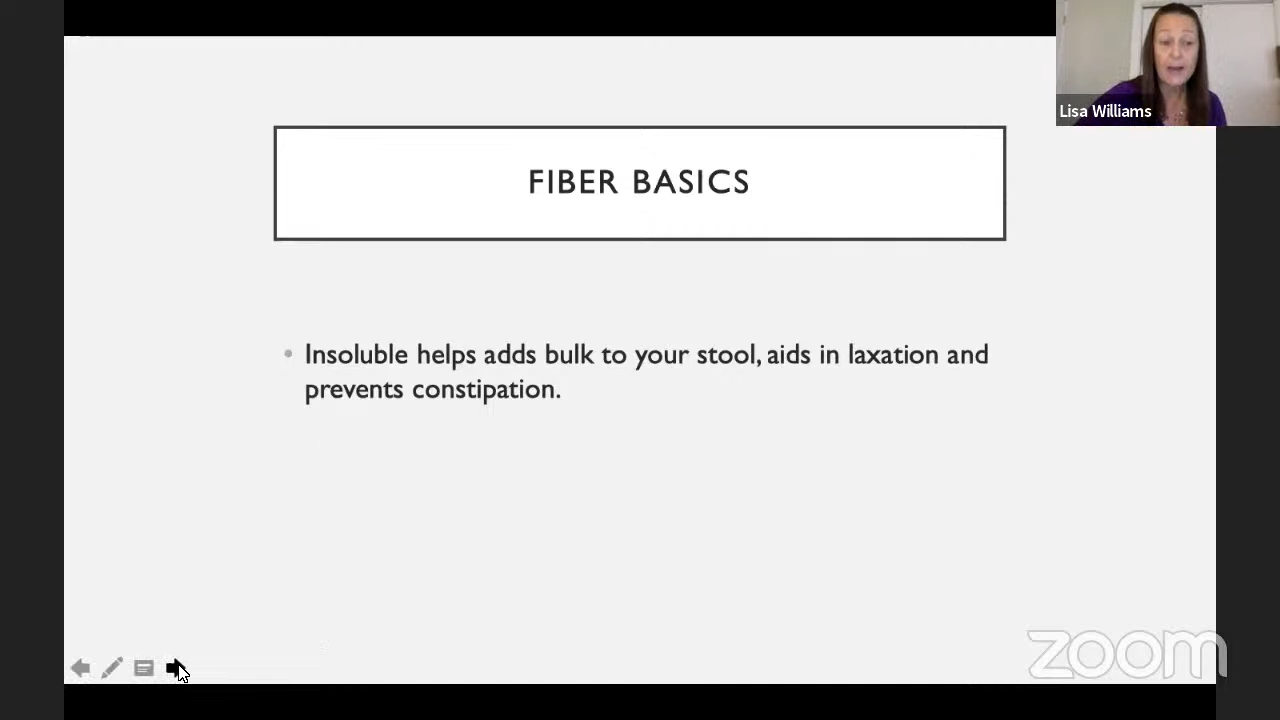 Lisa Williams
FIBER BASICS
• Insoluble helps adds bulk to your stool, aids in laxation and
prevents constipation.
zoom